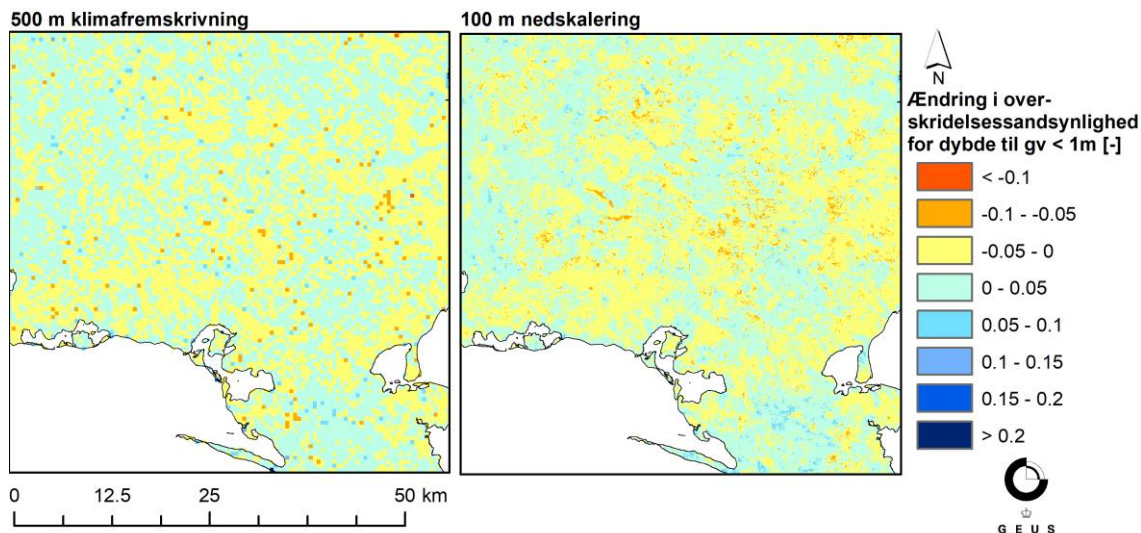 500 m klimafremskrivning
100 m nedskalering
N
Ændring i over-
skridelsessandsynlighed
for dybde til gv < 1m [-]
< -0.1
-0.1 - -0.05
-0.05 - 0
0 - 0.05
0.05 - 0.1
0.1 - 0.15
0.15 - 0.2
> 0.2
0 12.5 25 50 km
G E U S